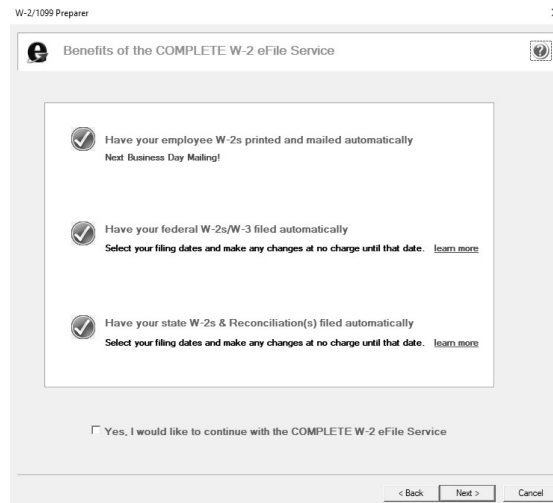 W-2/1099 Preparer
e
Benefits of the COMPLETE W-2 eFile Service
?
Have your employee W-2s printed and mailed automatically
Next Business Day Mailing!
Have your federal W-2s/W-3 filed automatically
Select your filing dates and make any changes at no charge until that date. learn more
Have your state W-2s & Reconciliation(s) filed automatically
Select your filing dates and make any changes at no charge until that date. learn more
Yes, I would like to continue with the COMPLETE W-2 eFile Service
< Back Next > Cancel